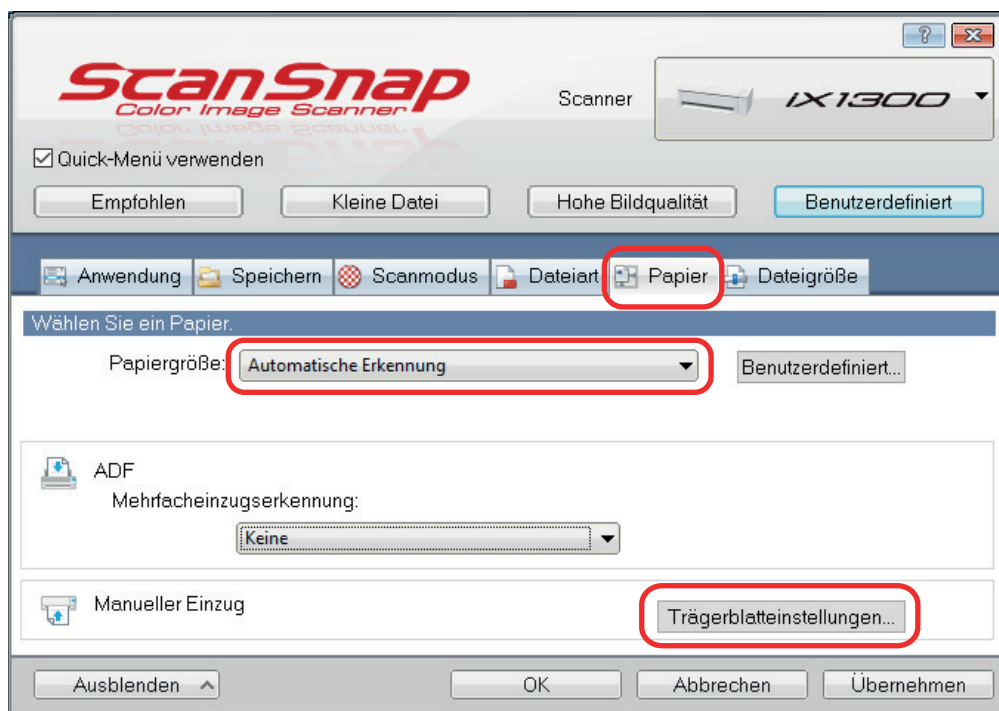 ScanSnap
Color Image Scanner
Scanner
iX1300
Quick-Menü verwenden
Empfohlen Kleine Datei Hohe Bildqualität Benutzerdefiniert
Anwendung Speichern Scanmodus Dateiart Papier Dateigröße
Wählen Sie ein Papier.
Papiergröße: Automatische Erkennung Benutzerdefiniert...
ADF
Mehrfacheinzugserkennung:
Keine
Manueller Einzug
Trägerblatteinstellungen...
Ausblenden OK Abbrechen Übernehmen